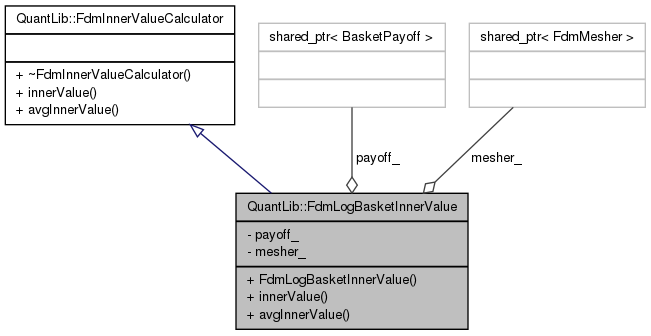 QuantLib::FdmInnerValueCalculator
+ ~FdmInnerValueCalculator()
+ innerValue()
+ avgInnerValue()
shared_ptr< BasketPayoff >
shared_ptr< FdmMesher >
payoff_
mesher_
QuantLib::FdmLogBasketInnerValue
- payoff_
- mesher_
+ FdmLogBasketInnerValue()
+ innerValue()
+ avgInnerValue()